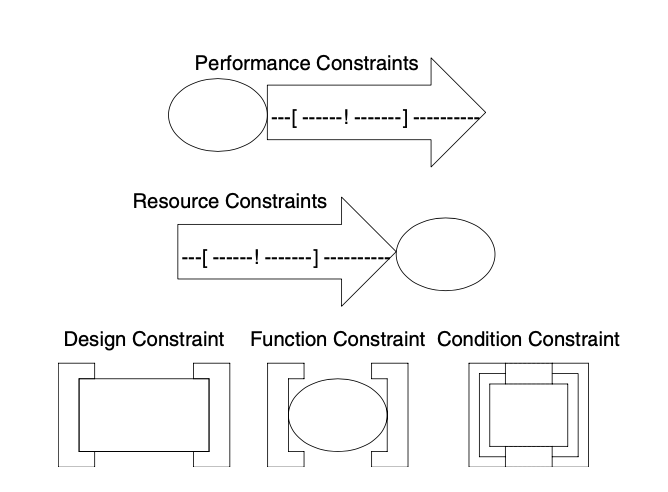 Performance Constraints
---[ ------! -------] ----------
Resource Constraints
---[ ------! -------] ----------
Design Constraint Function Constraint Condition Constraint